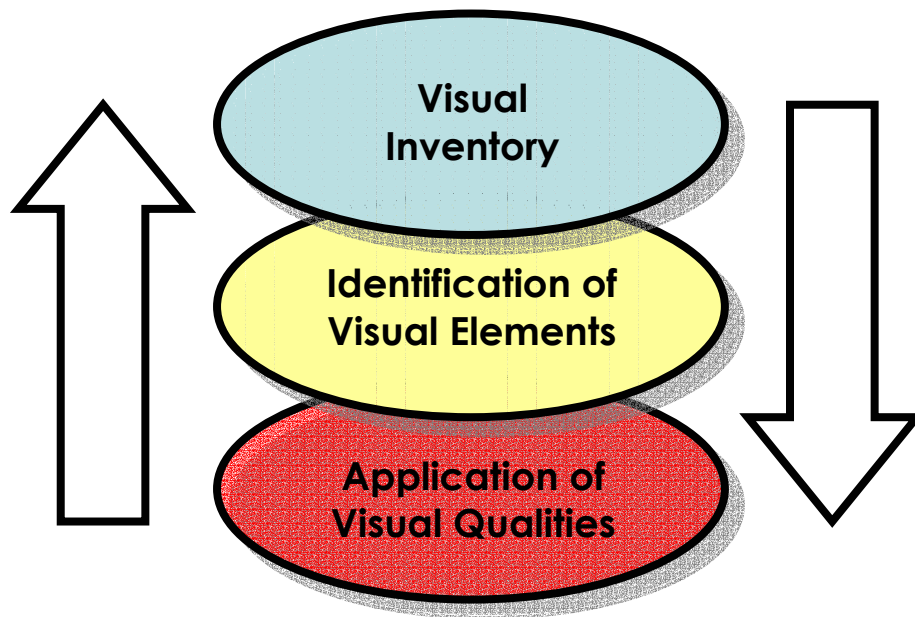 Visual
Inventory
Identification of
Visual Elements
Application of
Visual Qualities